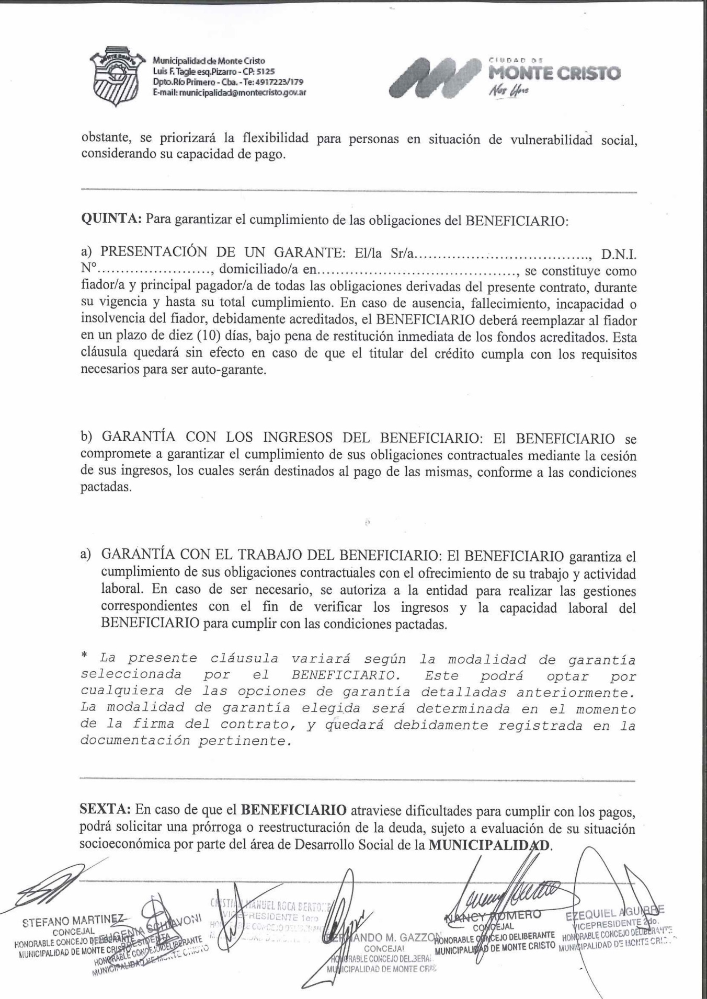 MONTE CRISTO
Municipalidad de Monte Cristo
Luis F. Tagle esq.Pizarro - CP: 5125
Dpto.Río Primero - Cba. - Te: 4917223/179
E-mail: municipalidad@montecristo.gov.ar
CIUDAD DE
MONTE CRISTO
Nos Une
obstante, se priorizará la flexibilidad para personas en situación de vulnerabilidad social,
considerando su capacidad de pago.
QUINTA: Para garantizar el cumplimiento de las obligaciones del BENEFICIARIO:
a) PRESENTACIÓN DE UN GARANTE: El/la Sr/a...................................., D.N.I.
N°........................, domiciliado/a en.........................................., se constituye como
fiador/a y principal pagador/a de todas las obligaciones derivadas del presente contrato, durante
su vigencia y hasta su total cumplimiento. En caso de ausencia, fallecimiento, incapacidad o
insolvencia del fiador, debidamente acreditados, el BENEFICIARIO deberá reemplazar al fiador
en un plazo de diez (10) días, bajo pena de restitución inmediata de los fondos acreditados. Esta
cláusula quedará sin efecto en caso de que el titular del crédito cumpla con los requisitos
necesarios para ser auto-garante.
b) GARANTÍA CON LOS INGRESOS DEL BENEFICIARIO: El BENEFICIARIO se
compromete a garantizar el cumplimiento de sus obligaciones contractuales mediante la cesión
de sus ingresos, los cuales serán destinados al pago de las mismas, conforme a las condiciones
pactadas.
a) GARANTÍA CON EL TRABAJO DEL BENEFICIARIO: El BENEFICIARIO garantiza el
cumplimiento de sus obligaciones contractuales con el ofrecimiento de su trabajo y actividad
laboral. En caso de ser necesario, se autoriza a la entidad para realizar las gestiones
correspondientes con el fin de verificar los ingresos y la capacidad laboral del
BENEFICIARIO para cumplir con las condiciones pactadas.
* La presente cláusula variará según la modalidad de garantía
seleccionada por el BENEFICIARIO. Este podrá optar por
cualquiera de las opciones de garantía detalladas anteriormente.
La modalidad de garantía elegida será determinada en el momento
de la firma del contrato, y quedará debidamente registrada en la
documentación pertinente.
SEXTA: En caso de que el BENEFICIARIO atraviese dificultades para cumplir con los pagos,
podrá solicitar una prórroga o reestructuración de la deuda, sujeto a evaluación de su situación
socioeconómica por parte del área de Desarrollo Social de la MUNICIPALIDAD.
STEFANO MARTINEZ
CONCEJAL
HONORABLE CONCEJO DELIBERANTE
MUNICIPALIDAD DE MONTE CRISTO
EUGENIA SCHIAVONI
PRESIDENTA
HONORABLE CONCEJO DELIBERANTE
MUNICIPALIDAD DE MONTE CRISTO
CRISTIAN MANUEL ROCA BERTONE
VICEPRESIDENTE 1ero
CONCEJO
FERNANDO M. GAZZON
CONCEJAL
HONORABLE CONCEJO DELIBERA
MUNICIPALIDAD DE MONTE CRIS
NANCY ROMERO
CONCEJAL
HONORABLE CONCEJO DELIBERANTE
MUNICIPALIDAD DE MONTE CRISTO
EZEQUIEL AGUIRRE
VICEPRESIDENTE 2do.
HONORABLE CONCEJO DELIBERANTE
MUNICIPALIDAD DE MONTE CRIS